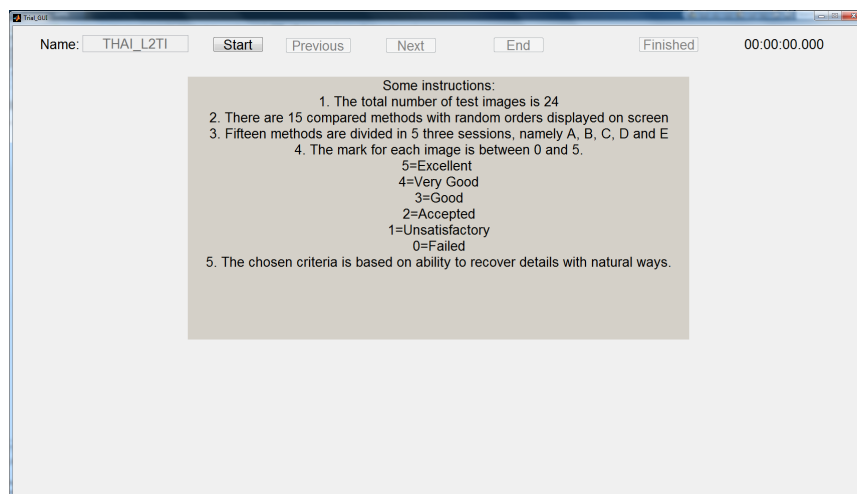 Trial_GUI
Name: THAI_L2TI Start Previous Next End Finished 00:00:00.000
Some instructions:
1. The total number of test images is 24
2. There are 15 compared methods with random orders displayed on screen
3. Fifteen methods are divided in 5 three sessions, namely A, B, C, D and E
4. The mark for each image is between 0 and 5.
5=Excellent
4=Very Good
3=Good
2=Accepted
1=Unsatisfactory
0=Failed
5. The chosen criteria is based on ability to recover details with natural ways.